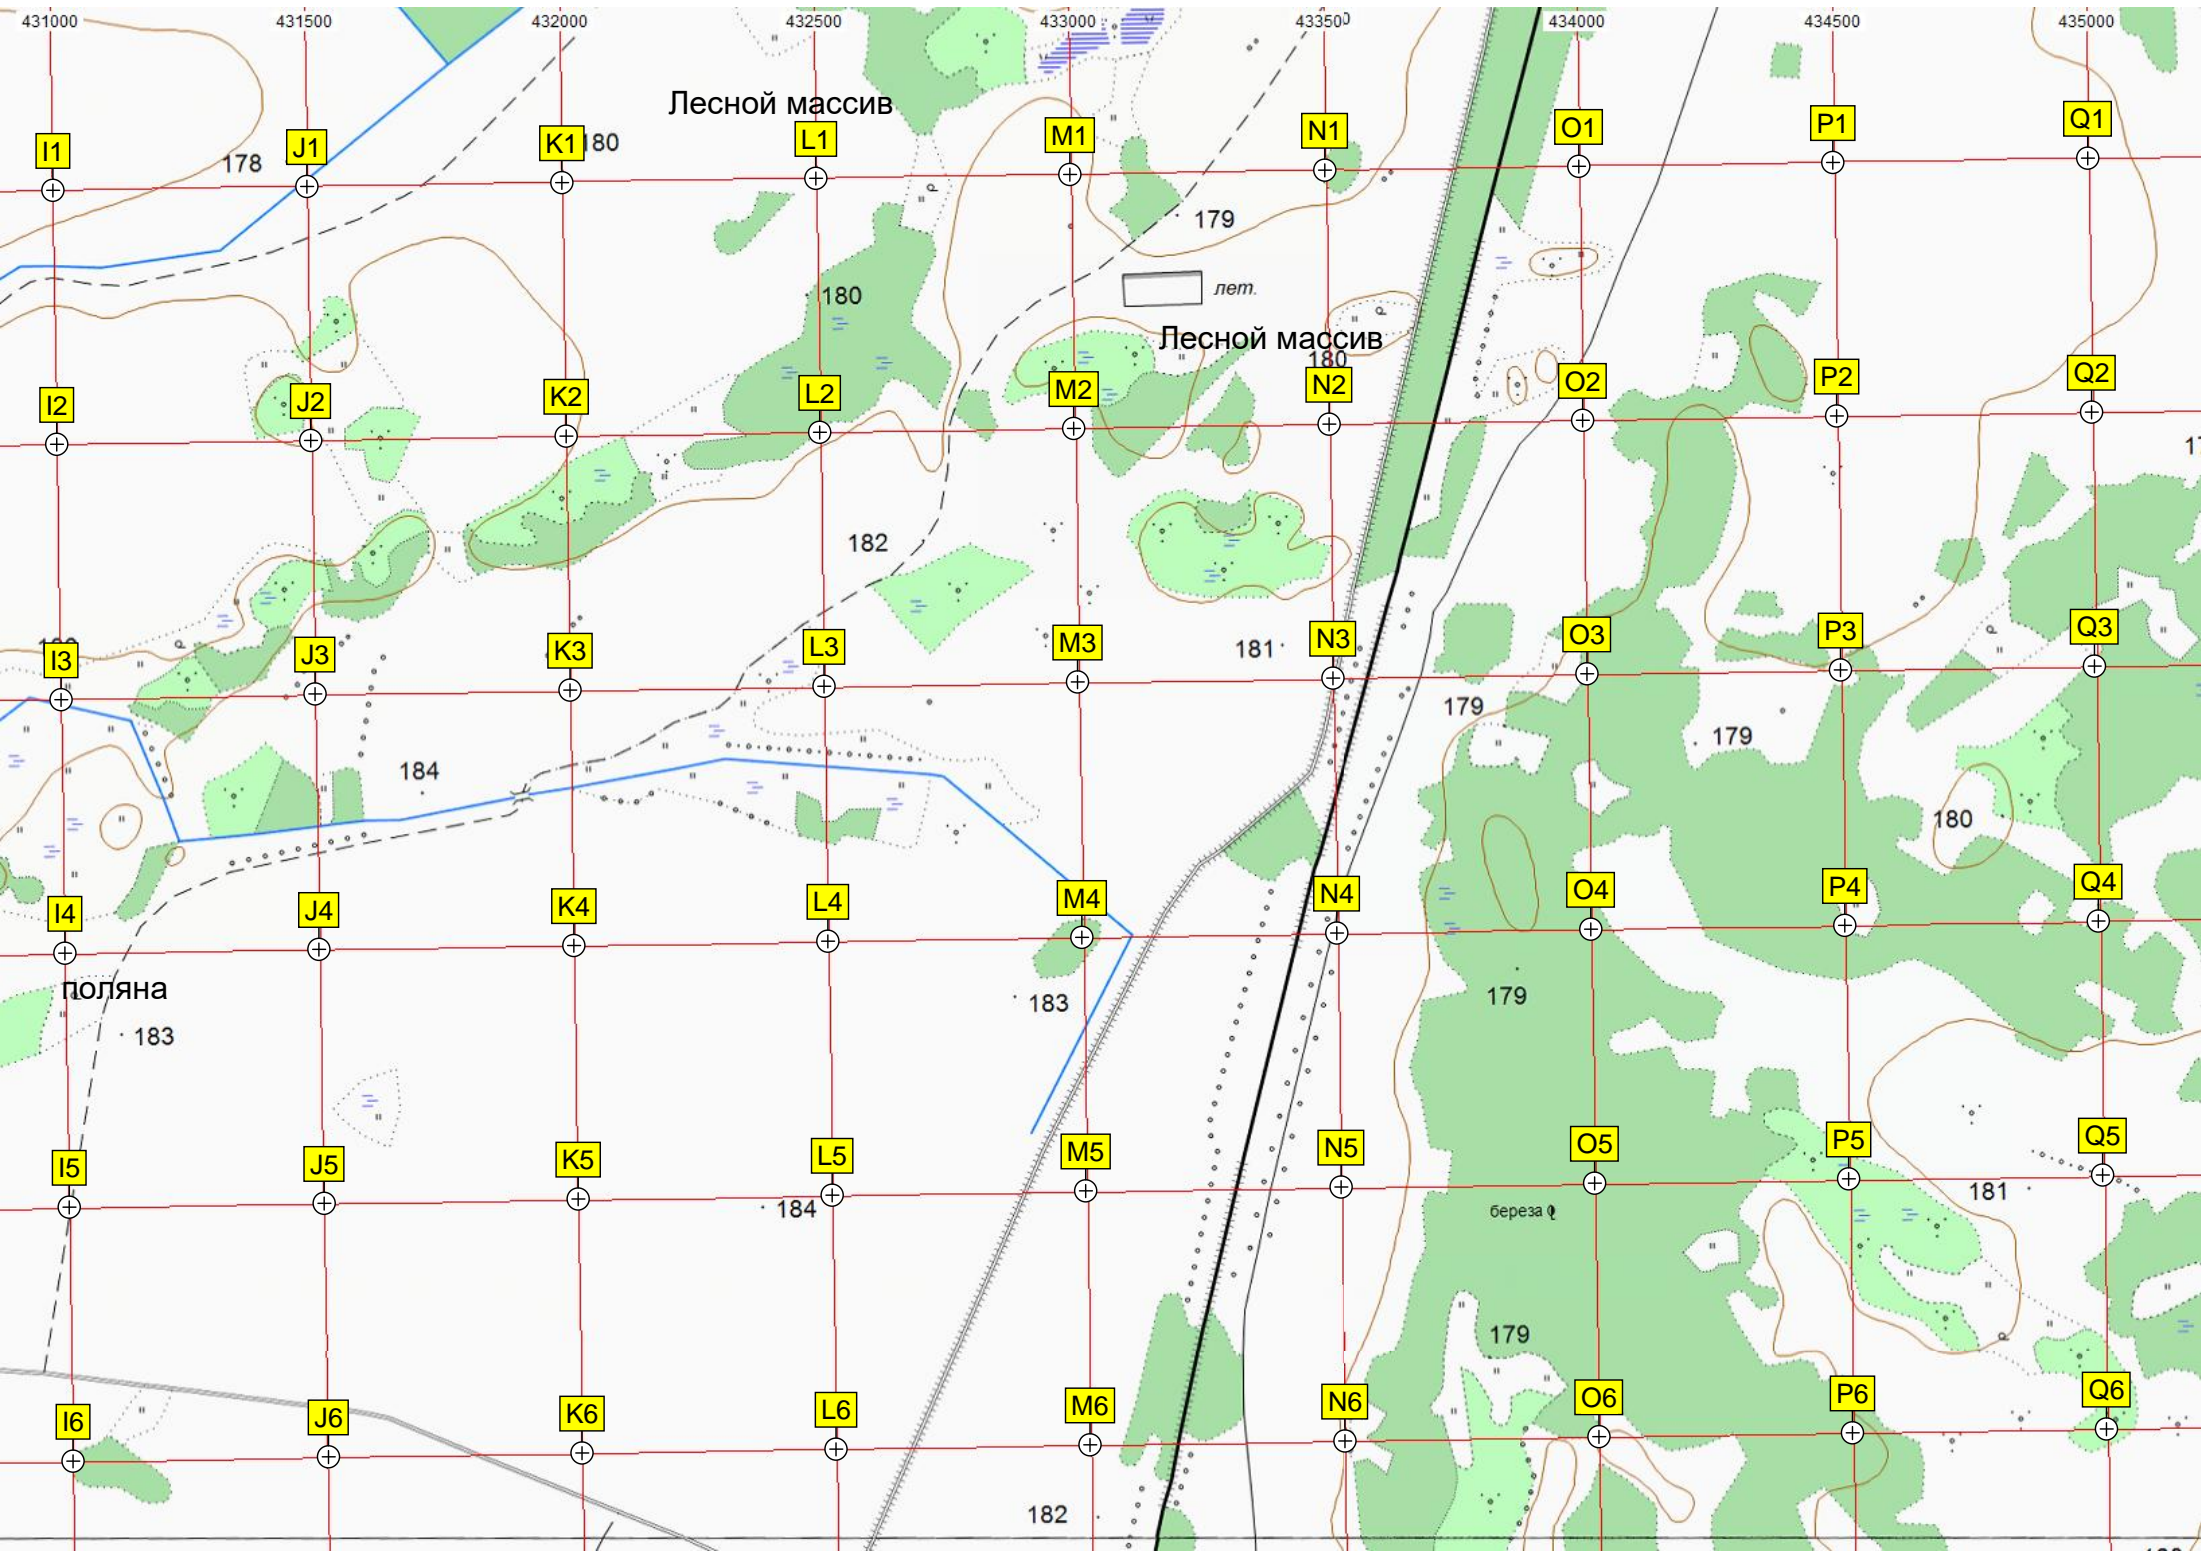 431000 431500 432000 432500 433000 433500 434000 434500 435000
Лесной массив
I1 J1 K1 L1 M1 N1 O1 P1 Q1
178 180
179
лет.
180
Лесной массив
180
I2 J2 K2 L2 M2 N2 O2 P2 Q2
182
181
I3 J3 K3 L3 M3 N3 O3 P3 Q3
179
179
184
180
I4 J4 K4 L4 M4 N4 O4 P4 Q4
поляна
179
183
183
I5 J5 K5 L5 M5 N5 O5 P5 Q5
181
184
береза
179
I6 J6 K6 L6 M6 N6 O6 P6 Q6
182